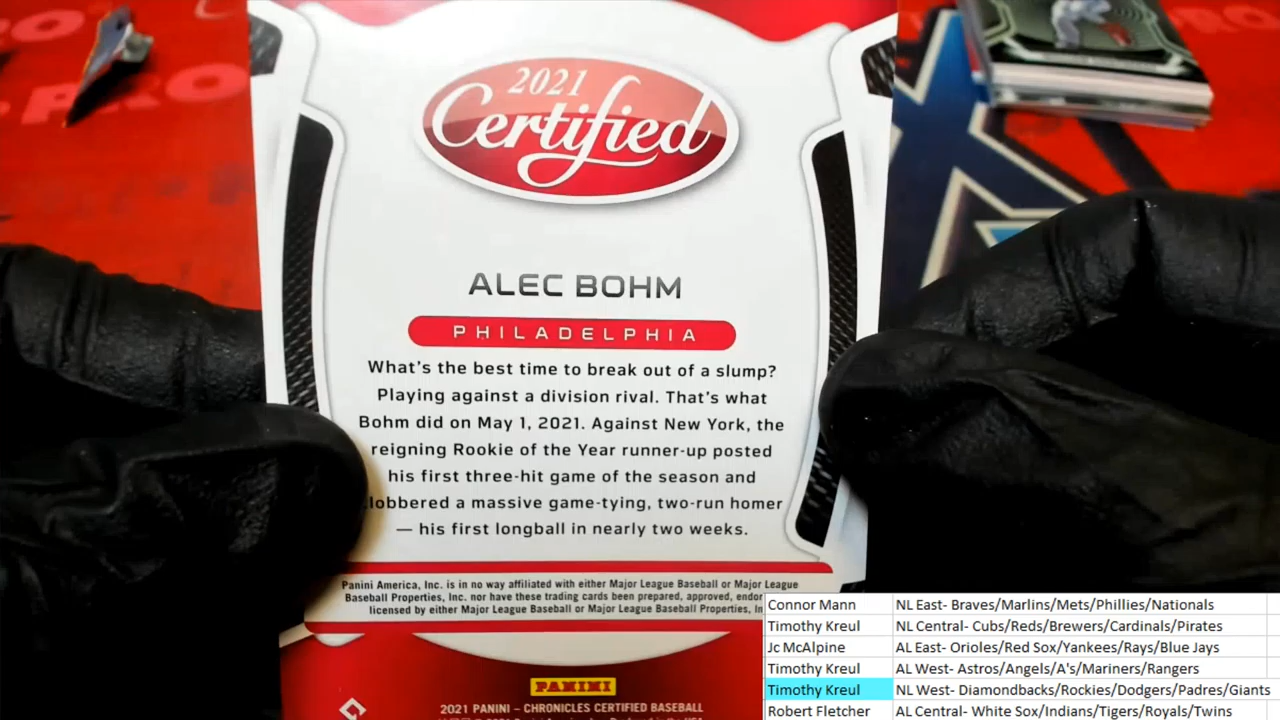 2021
Certified
ALEC BOHM
PHILADELPHIA
What's the best time to break out of a slump?
Playing against a division rival. That's what
Bohm did on May 1, 2021. Against New York, the
reigning Rookie of the Year runner-up posted
his first three-hit game of the season and
lobbered a massive game-tying, two-run homer
— his first longball in nearly two weeks.
Panini America, Inc. is in no way affiliated with either Major League Baseball or Major League
Baseball Properties, Inc. nor have these trading cards been prepared, approved,
licensed by either Major League Baseball or Major League Baseball Properties,
PANINI
2021 PANINI – CHRONICLES CERTIFIED BASEBALL
PRO
PRO
Connor Mann NL East- Braves/Marlins/Mets/Phillies/Nationals
Timothy Kreul NL Central- Cubs/Reds/Brewers/Cardinals/Pirates
Jc McAlpine AL East- Orioles/Red Sox/Yankees/Rays/Blue Jays
Timothy Kreul AL West- Astros/Angels/A's/Mariners/Rangers
Timothy Kreul NL West- Diamondbacks/Rockies/Dodgers/Padres/Giants
Robert Fletcher AL Central- White Sox/Indians/Tigers/Royals/Twins